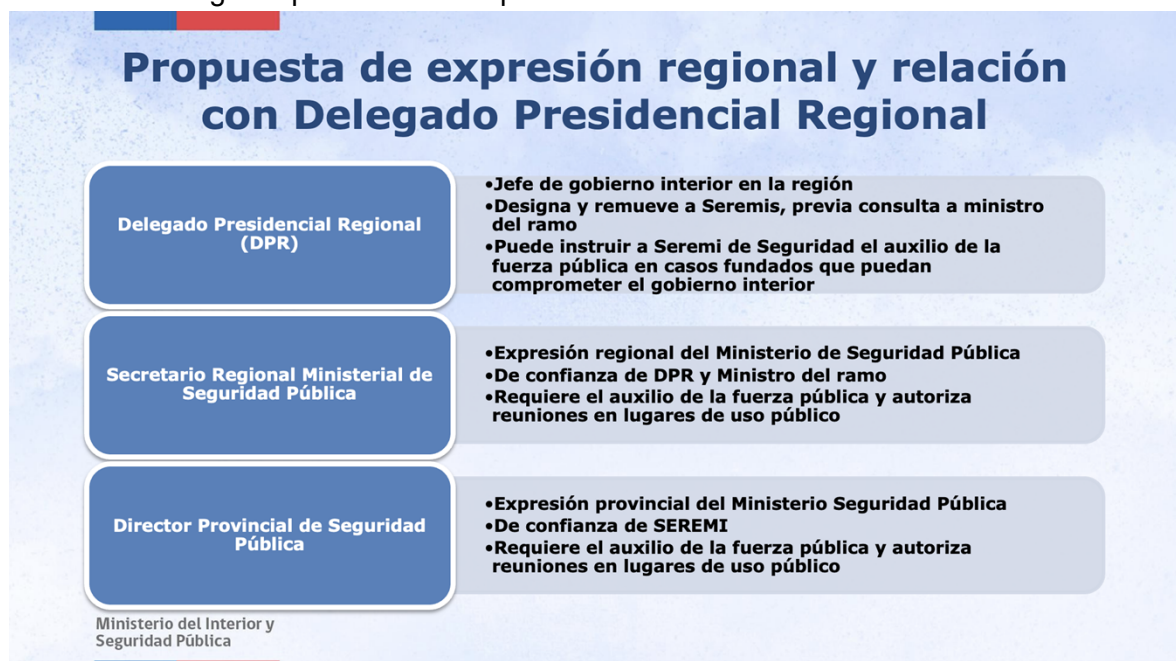 Propuesta de expresión regional y relación
con Delegado Presidencial Regional
Delegado Presidencial Regional
(DPR)
•Jefe de gobierno interior en la región
•Designa y remueve a Seremis, previa consulta a ministro
del ramo
•Puede instruir a Seremi de Seguridad el auxilio de la
fuerza pública en casos fundados que puedan
comprometer el gobierno interior
Secretario Regional Ministerial de
Seguridad Pública
•Expresión regional del Ministerio de Seguridad Pública
•De confianza de DPR y Ministro del ramo
•Requiere el auxilio de la fuerza pública y autoriza
reuniones en lugares de uso público
Director Provincial de Seguridad
Pública
•Expresión provincial del Ministerio Seguridad Pública
•De confianza de SEREMI
•Requiere el auxilio de la fuerza pública y autoriza
reuniones en lugares de uso público
Ministerio del Interior y
Seguridad Pública